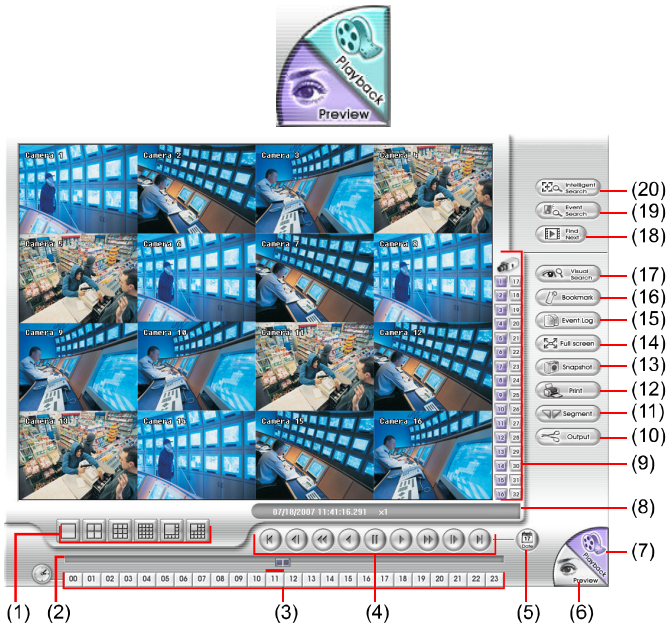 Playback
Preview
Camera 1
Camera 2
Camera 3
Camera 4
Camera 5
Camera 6
Camera 7
Camera 8
Camera 9
Camera 10
Camera 11
Camera 12
Camera 13
Camera 14
Camera 15
Camera 16
1 17
2 18
3 19
4 20
5 21
6 22
7 23
8 24
9 25
10 26
11 27
12 28
13 29
14 30
15 31
16 32
Intelligent Search (20)
Event Search (19)
Find Next (18)
Visual Search (17)
Bookmark (16)
Event Log (15)
Full screen (14)
Snapshot (13)
Print (12)
Segment (11)
Output (10)
(9)
(8)
07/18/2007 11:41:16.291 x1
Date
Playback
Preview
(7)
00 01 02 03 04 05 06 07 08 09 10 11 12 13 14 15 16 17 18 19 20 21 22 23
(1) (2) (3) (4) (5) (6)